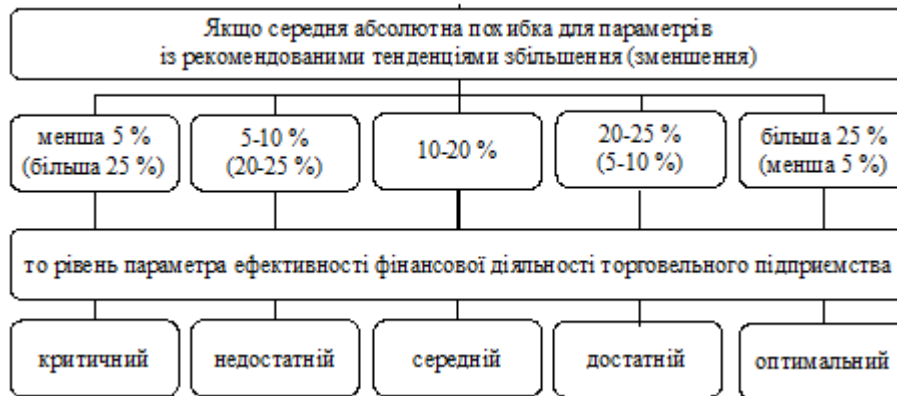 Якщо середня абсолютна похибка для параметрів
із рекомендованими тенденціями збільшення (зменшення)
менша 5 %
(більша 25 %)
5-10 %
(20-25 %)
10-20 %
20-25 %
(5-10 %)
більша 25 %
(менша 5 %)
то рівень параметра ефективності фінансової діяльності торговельного підприємства
критичний
недостатній
середній
достатній
оптимальний